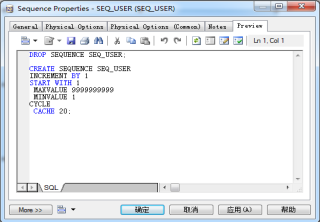 Sequence Properties - SEQ_USER (SEQ_USER)
General Physical Options Physical Options (Common) Notes Preview
Ln 1, Col 1
DROP SEQUENCE SEQ_USER;
CREATE SEQUENCE SEQ_USER
INCREMENT BY 1
START WITH 1
MAXVALUE 9999999999
MINVALUE 1
CYCLE
CACHE 20;
SQL
More >> 确定 取消 应用(A) 帮助